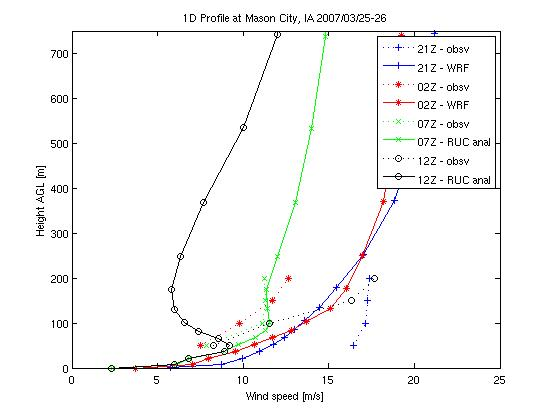 1D Profile at Mason City, IA 2007/03/25-26
700
600
500
400
300
200
100
0
Height AGL [m]
21Z - obsv
21Z - WRF
02Z - obsv
02Z - WRF
07Z - obsv
07Z - RUC anal
12Z - obsv
12Z - RUC anal
0 5 10 15 20 25
Wind speed [m/s]